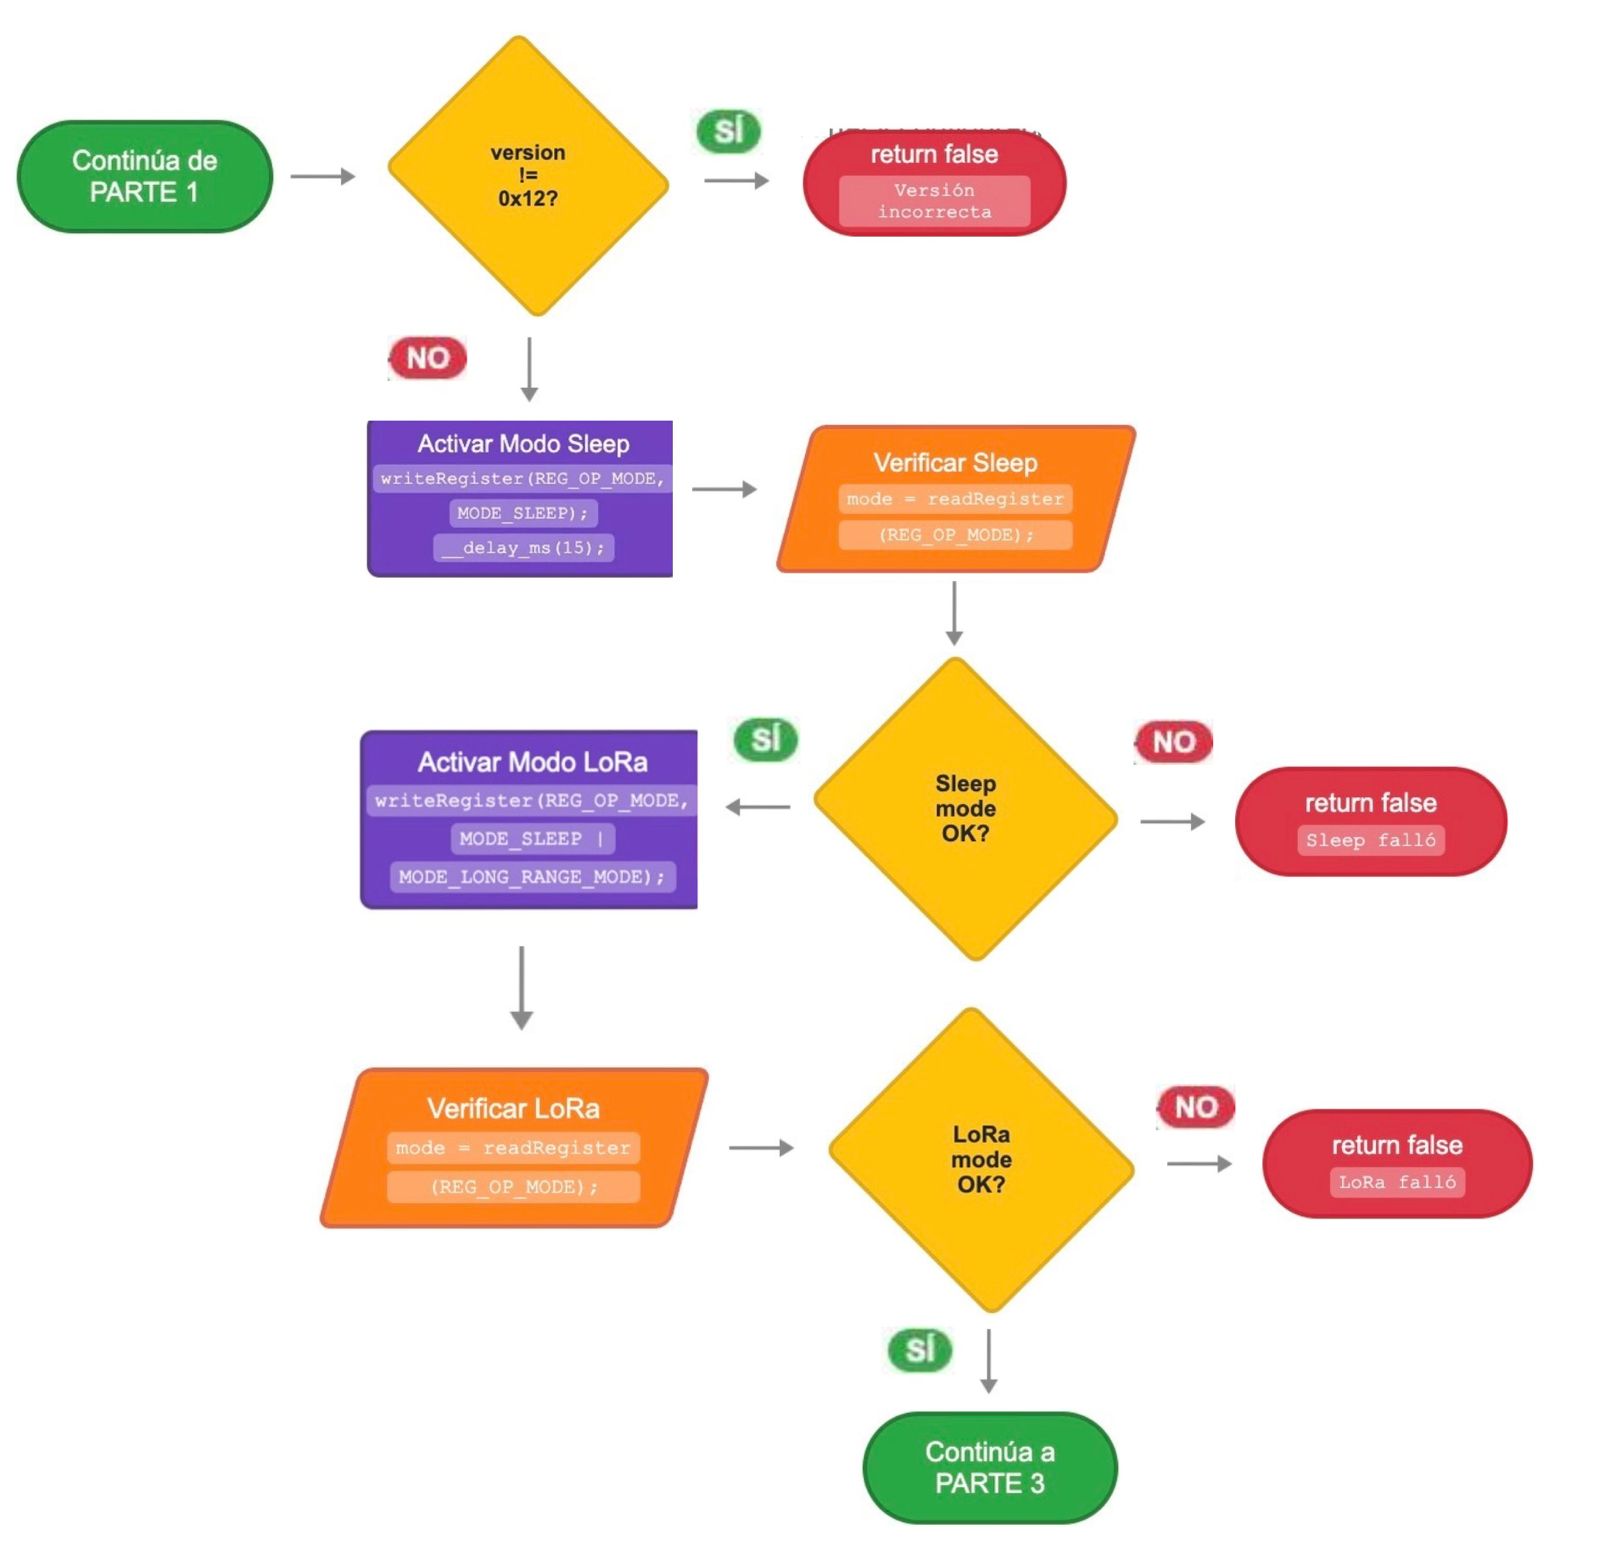 Continúa de
PARTE 1
version
!=
0x12?
SÍ
return false
Versión
incorrecta
NO
Activar Modo Sleep
writeRegister(REG_OP_MODE,
MODE_SLEEP);
__delay_ms(15);
Verificar Sleep
mode = readRegister
(REG_OP_MODE);
Sleep
mode
OK?
NO
return false
Sleep falló
SÍ
Activar Modo LoRa
writeRegister(REG_OP_MODE,
MODE_SLEEP |
MODE_LONG_RANGE_MODE);
Verificar LoRa
mode = readRegister
(REG_OP_MODE);
LoRa
mode
OK?
NO
return false
LoRa falló
SÍ
Continúa a
PARTE 3